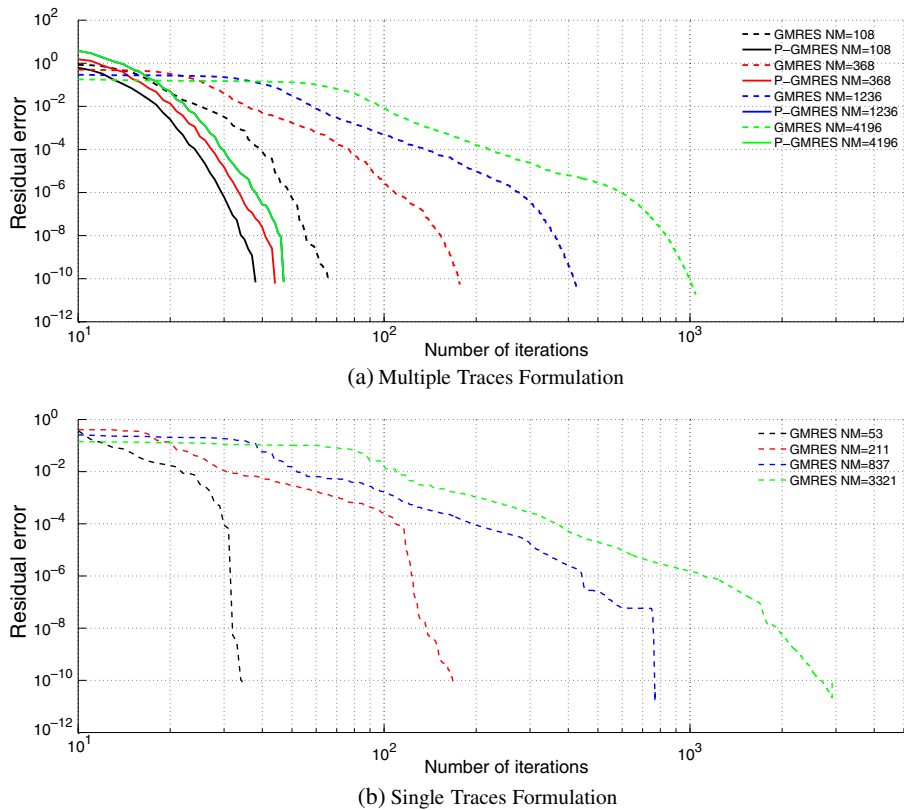 10^2
10^0
10^-2
10^-4
10^-6
10^-8
10^-10
10^-12
Residual error
GMRES NM=108
P-GMRES NM=108
GMRES NM=368
P-GMRES NM=368
GMRES NM=1236
P-GMRES NM=1236
GMRES NM=4196
P-GMRES NM=4196
10^1
10^2
10^3
Number of iterations
(a) Multiple Traces Formulation
10^0
10^-2
10^-4
10^-6
10^-8
10^-10
10^-12
Residual error
GMRES NM=53
GMRES NM=211
GMRES NM=837
GMRES NM=3321
10^1
10^2
10^3
Number of iterations
(b) Single Traces Formulation